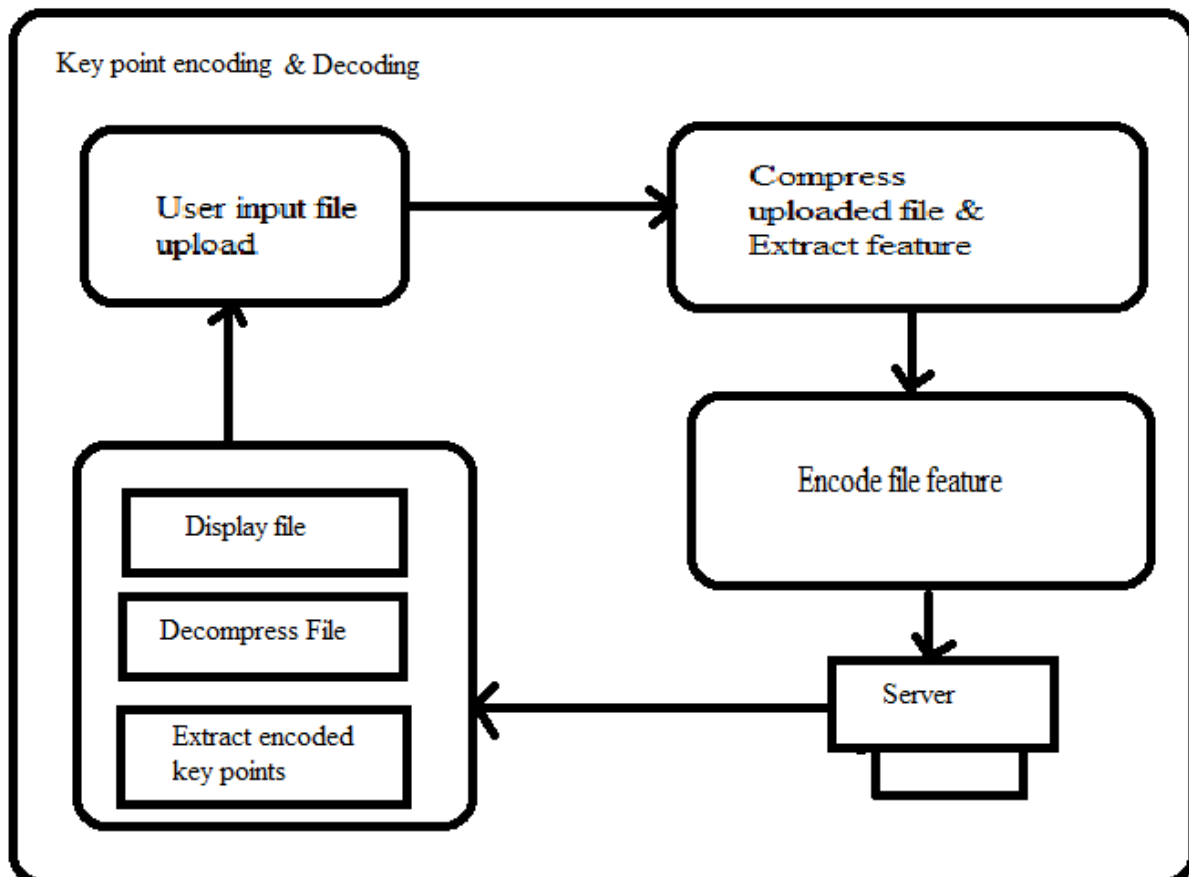 Key point encoding & Decoding
User input file
upload
Compress
uploaded file &
Extract feature
Encode file feature
Server
Display file
Decompress File
Extract encoded
key points